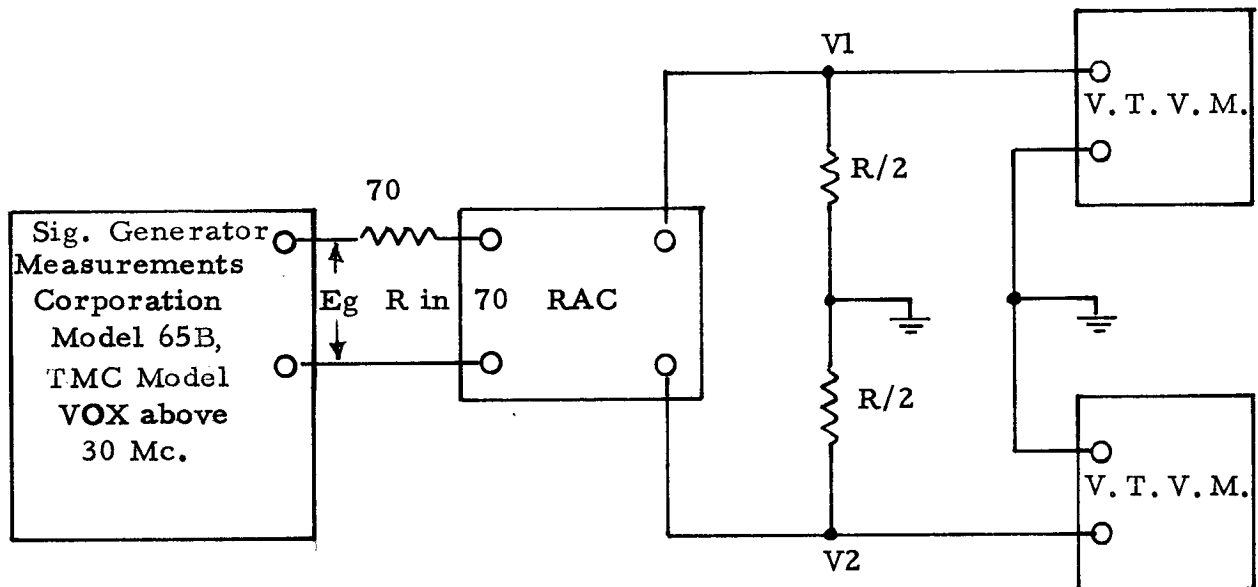 V1
V. T. V. M.
R/2
70
Sig. Generator
Measurements
Corporation
Model 65B,
TMC Model
VOX above
30 Mc.
Eg
R in
70
RAC
R/2
V. T. V. M.
V2